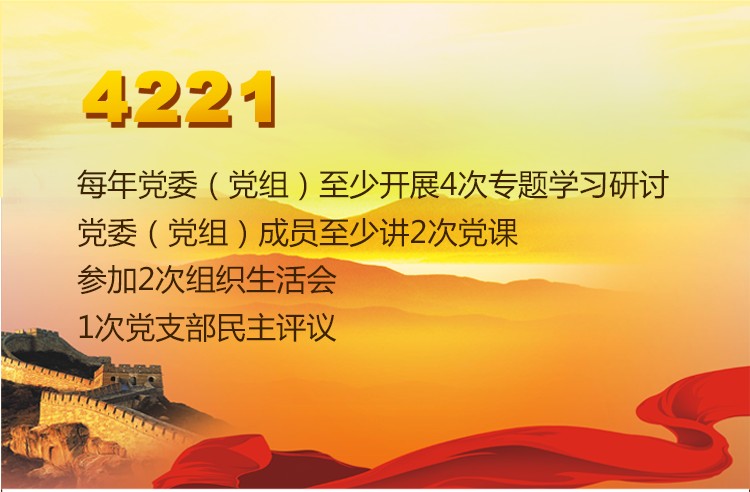 4221
每年党委（党组）至少开展4次专题学习研讨
党委（党组）成员至少讲2次党课
参加2次组织生活会
1次党支部民主评议